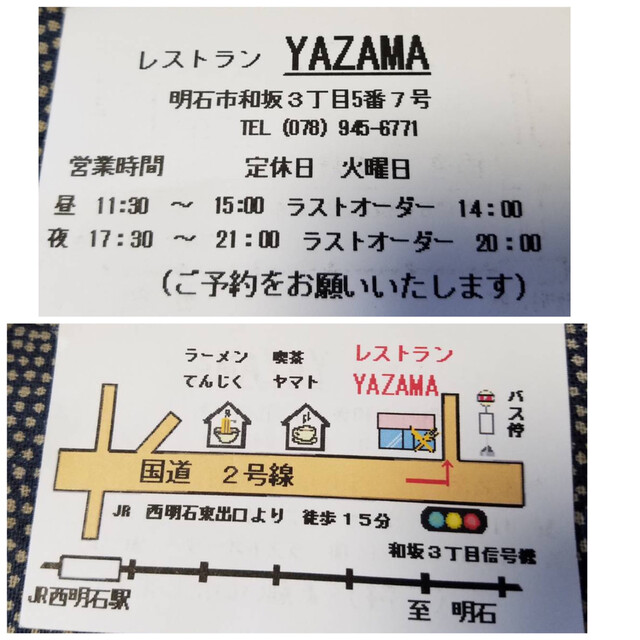 レストラン YAZAMA
明石市和坂3丁目5番7号
TEL (078) 945-6771
営業時間 定休日 火曜日
昼 11:30 ～ 15:00 ラストオーダー 14:00
夜 17:30 ～ 21:00 ラストオーダー 20:00
(ご予約をお願いいたします)
ラーメン 喫茶 レストラン
てんじく ヤマト YAZAMA
バス停
国道 2号線
JR 西明石東出口より 徒歩15分
和坂3丁目信号機
JR西明石駅
至 明石